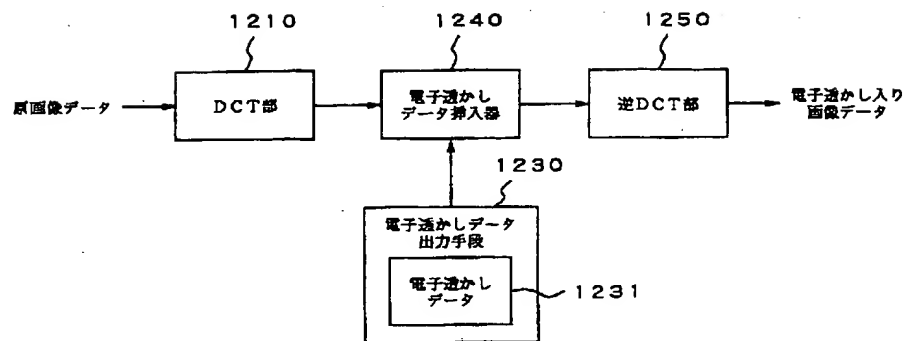 1210
1240
1250
原画像データ
DCT部
電子透かし
データ挿入器
逆DCT部
電子透かし入り
画像データ
1230
電子透かしデータ
出力手段
電子透かし
データ
1231